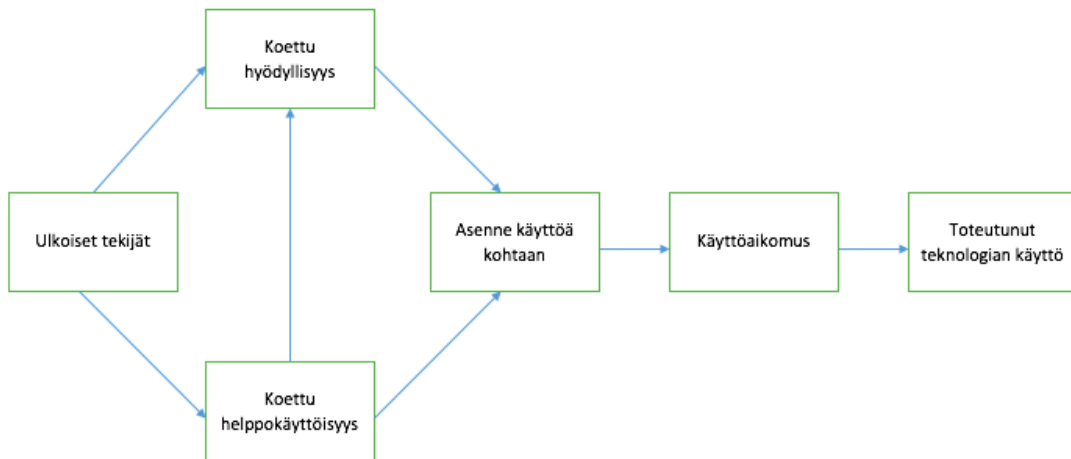 Koettu
hyödyllisyys
Ulkoiset tekijät
Asenne käyttöä
kohtaan
Käyttöaikomus
Toteutunut
teknologian käyttö
Koettu
helppokäyttöisyys